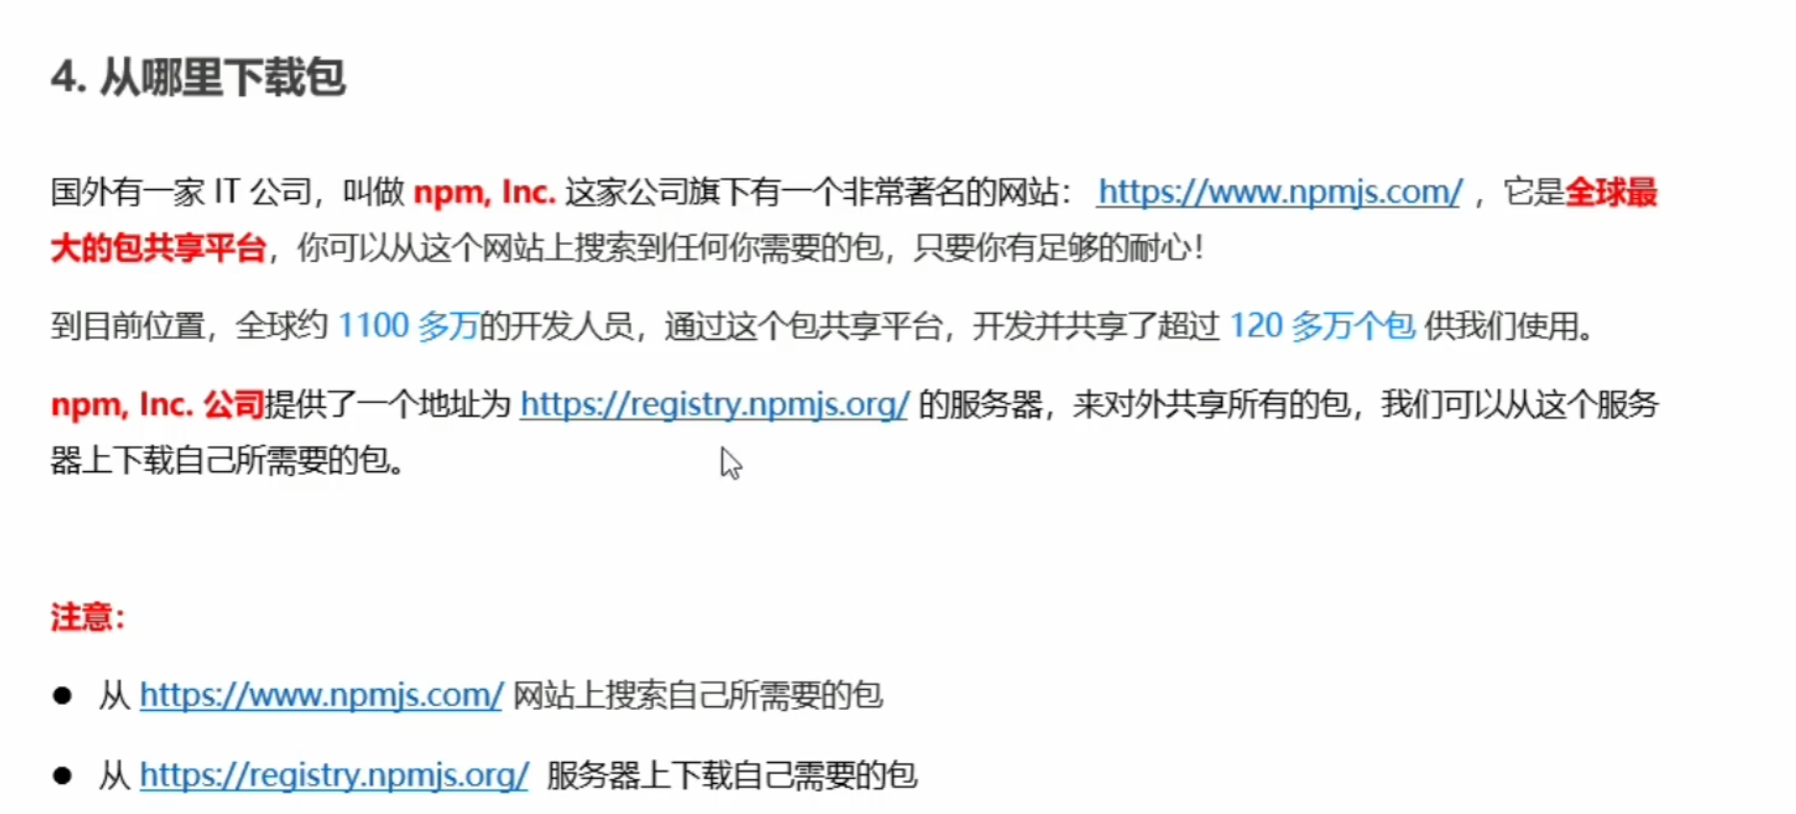 4. 从哪里下载包
国外有一家 IT 公司，叫做 npm, Inc. 这家公司旗下有一个非常著名的网站： https://www.npmjs.com/ ，它是全球最
大的包共享平台，你可以从这个网站上搜索到任何你需要的包，只要你有足够的耐心！
到目前位置，全球约 1100 多万的开发人员，通过这个包共享平台，开发并共享了超过 120 多万个包 供我们使用。
npm, Inc. 公司提供了一个地址为 https://registry.npmjs.org/ 的服务器，来对外共享所有的包，我们可以从这个服务
器上下载自己所需要的包。
注意：
● 从 https://www.npmjs.com/ 网站上搜索自己所需要的包
● 从 https://registry.npmjs.org/ 服务器上下载自己需要的包